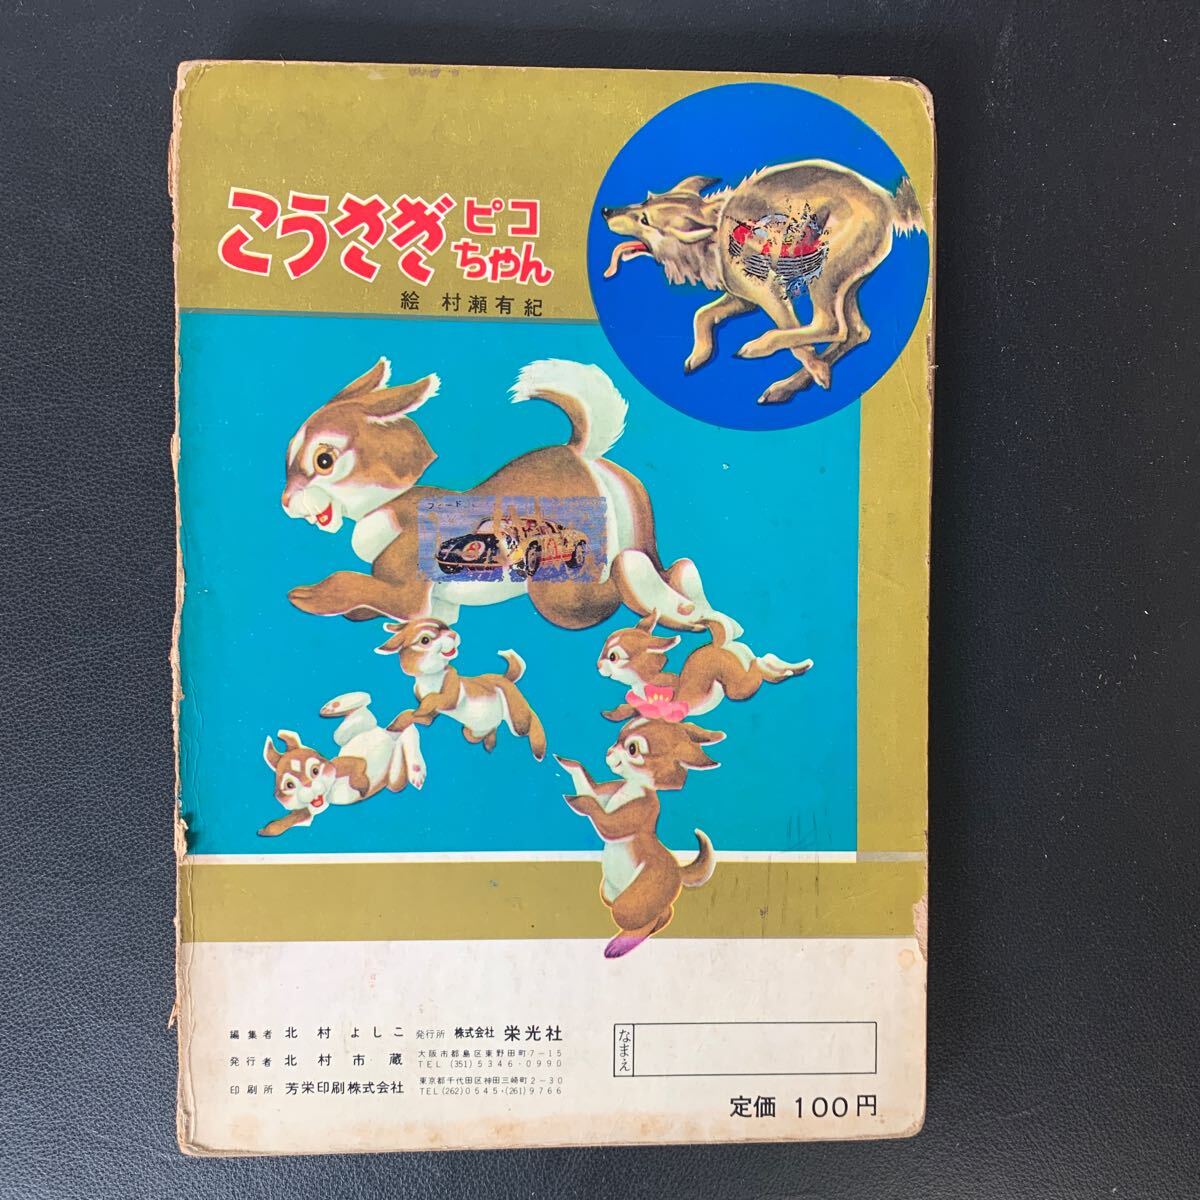 こうさぎ ピコちゃん
絵 村瀬有紀
フィード
編集者 北村よしこ
発行者 北村市蔵
印刷所 芳栄印刷株式会社
発行所 株式会社 栄光社
大阪市都島区東野田町7-15
TEL (351) 5346・0990
東京都千代田区神田三崎町2-30
TEL (262) 0545・(261) 9766
なまえ
定価 100円